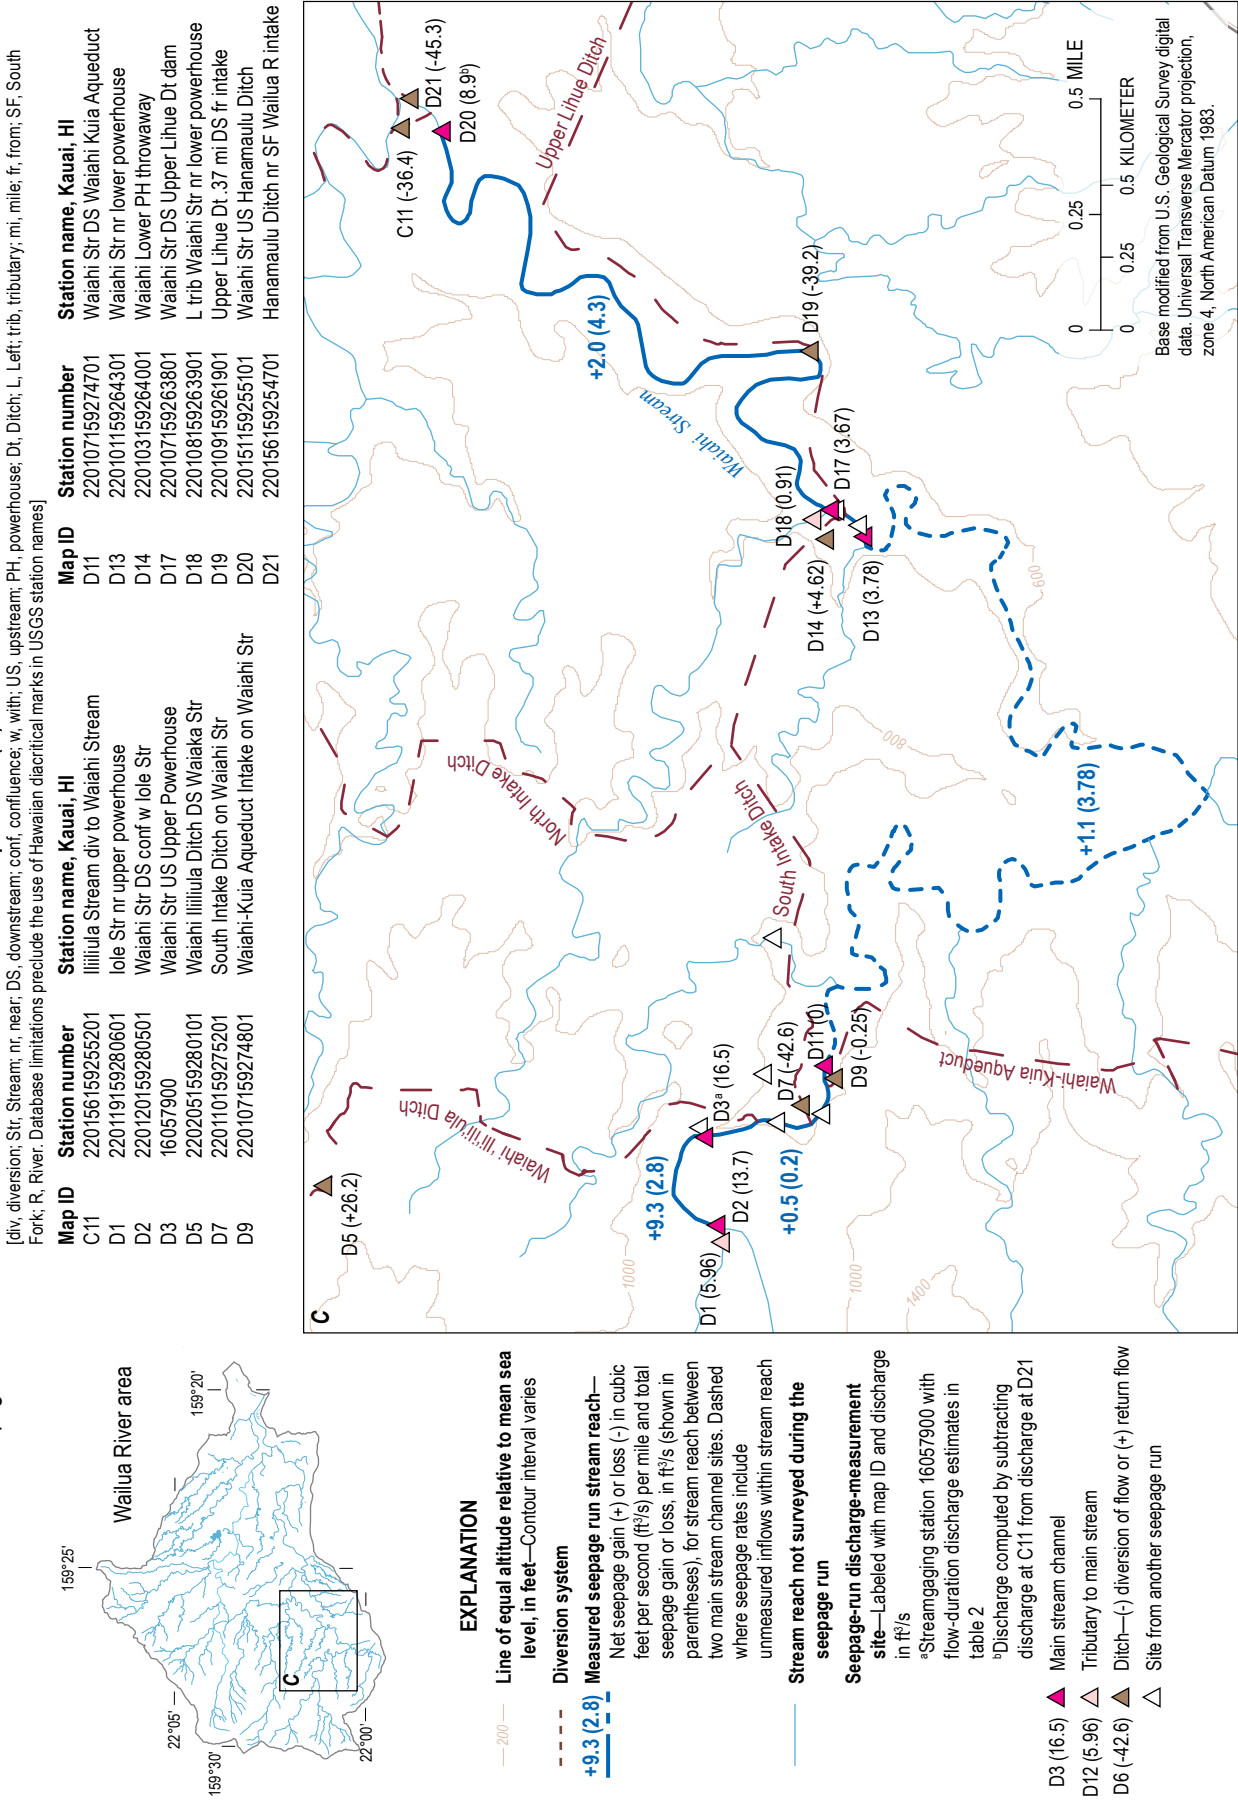 [div, diversion; Str, Stream; nr, near; DS, downstream; conf, confluence; w, with; US, upstream; PH, powerhouse; Dt, Ditch; L, Left; trib, tributary; mi, mile; fr, from; SF, South
Fork; R, River. Database limitations preclude the use of Hawaiian diacritical marks in USGS station names]
Map ID Station number Station name, Kauai, HI
C11 220156159255201 Iliiliula Stream div to Waiahi Stream
D1 220119159280601 Iole Str nr upper powerhouse
D2 220120159280501 Waiahi Str DS conf w Iole Str
D3 16057900 Waiahi Str US Upper Powerhouse
D5 220205159280101 Waiahi Iliiliula Ditch DS Waiaka Str
D7 220110159275201 South Intake Ditch on Waiahi Str
D9 220107159274801 Waiahi-Kuia Aqueduct Intake on Waiahi Str
Map ID Station number Station name, Kauai, HI
D11 220107159274701 Waiahi Str DS Waiahi Kuia Aqueduct
D13 220101159264301 Waiahi Str nr lower powerhouse
D14 220103159264001 Waiahi Lower PH throwaway
D17 220107159263801 Waiahi Str DS Upper Lihue Dt dam
D18 220108159263901 L trib Waiahi Str nr lower powerhouse
D19 220109159261901 Upper Lihue Dt .37 mi DS fr intake
D20 220151159255101 Waiahi Str US Hanamaulu Ditch
D21 220156159254701 Hanamaulu Ditch nr SF Wailua R intake
Wailua River area
159°30'
159°25'
159°20'
22°05'
22°00'
C
EXPLANATION
200
Line of equal altitude relative to mean sea
level, in feet—Contour interval varies
Diversion system
+9.3 (2.8) Measured seepage run stream reach—
Net seepage gain (+) or loss (-) in cubic
feet per second (ft³/s) per mile and total
seepage gain or loss, in ft³/s (shown in
parentheses), for stream reach between
two main stream channel sites. Dashed
where seepage rates include
unmeasured inflows within stream reach
Stream reach not surveyed during the
seepage run
Seepage-run discharge-measurement
site—Labeled with map ID and discharge
in ft³/s
ᵃStreamgaging station 16057900 with
flow-duration discharge estimates in
table 2
ᵇDischarge computed by subtracting
discharge at C11 from discharge at D21
D3 (16.5) Main stream channel
D12 (5.96) Tributary to main stream
D6 (-42.6) Ditch—(-) diversion of flow or (+) return flow
Site from another seepage run
C
D5 (+26.2)
Waiahi ʻIliʻiliʻula Ditch
North Intake Ditch
1000
+9.3 (2.8)
D1 (5.96)
D2 (13.7)
D3ᵃ (16.5)
+0.5 (0.2)
D7 (-42.6)
D11 (0)
D9 (-0.25)
South Intake Ditch
1000
1400
Waiahi-Kuia Aqueduct
800
+1.1 (3.78)
600
D14 (+4.62)
D13 (3.78)
D18 (0.91)
D17 (3.67)
Waiahi Stream
D19 (-39.2)
+2.0 (4.3)
Upper Lihue Ditch
C11 (-36.4)
D21 (-45.3)
D20 (8.9ᵇ)
0 0.25 0.5 MILE
0 0.25 0.5 KILOMETER
Base modified from U.S. Geological Survey digital
data. Universal Transverse Mercator projection,
zone 4, North American Datum 1983.